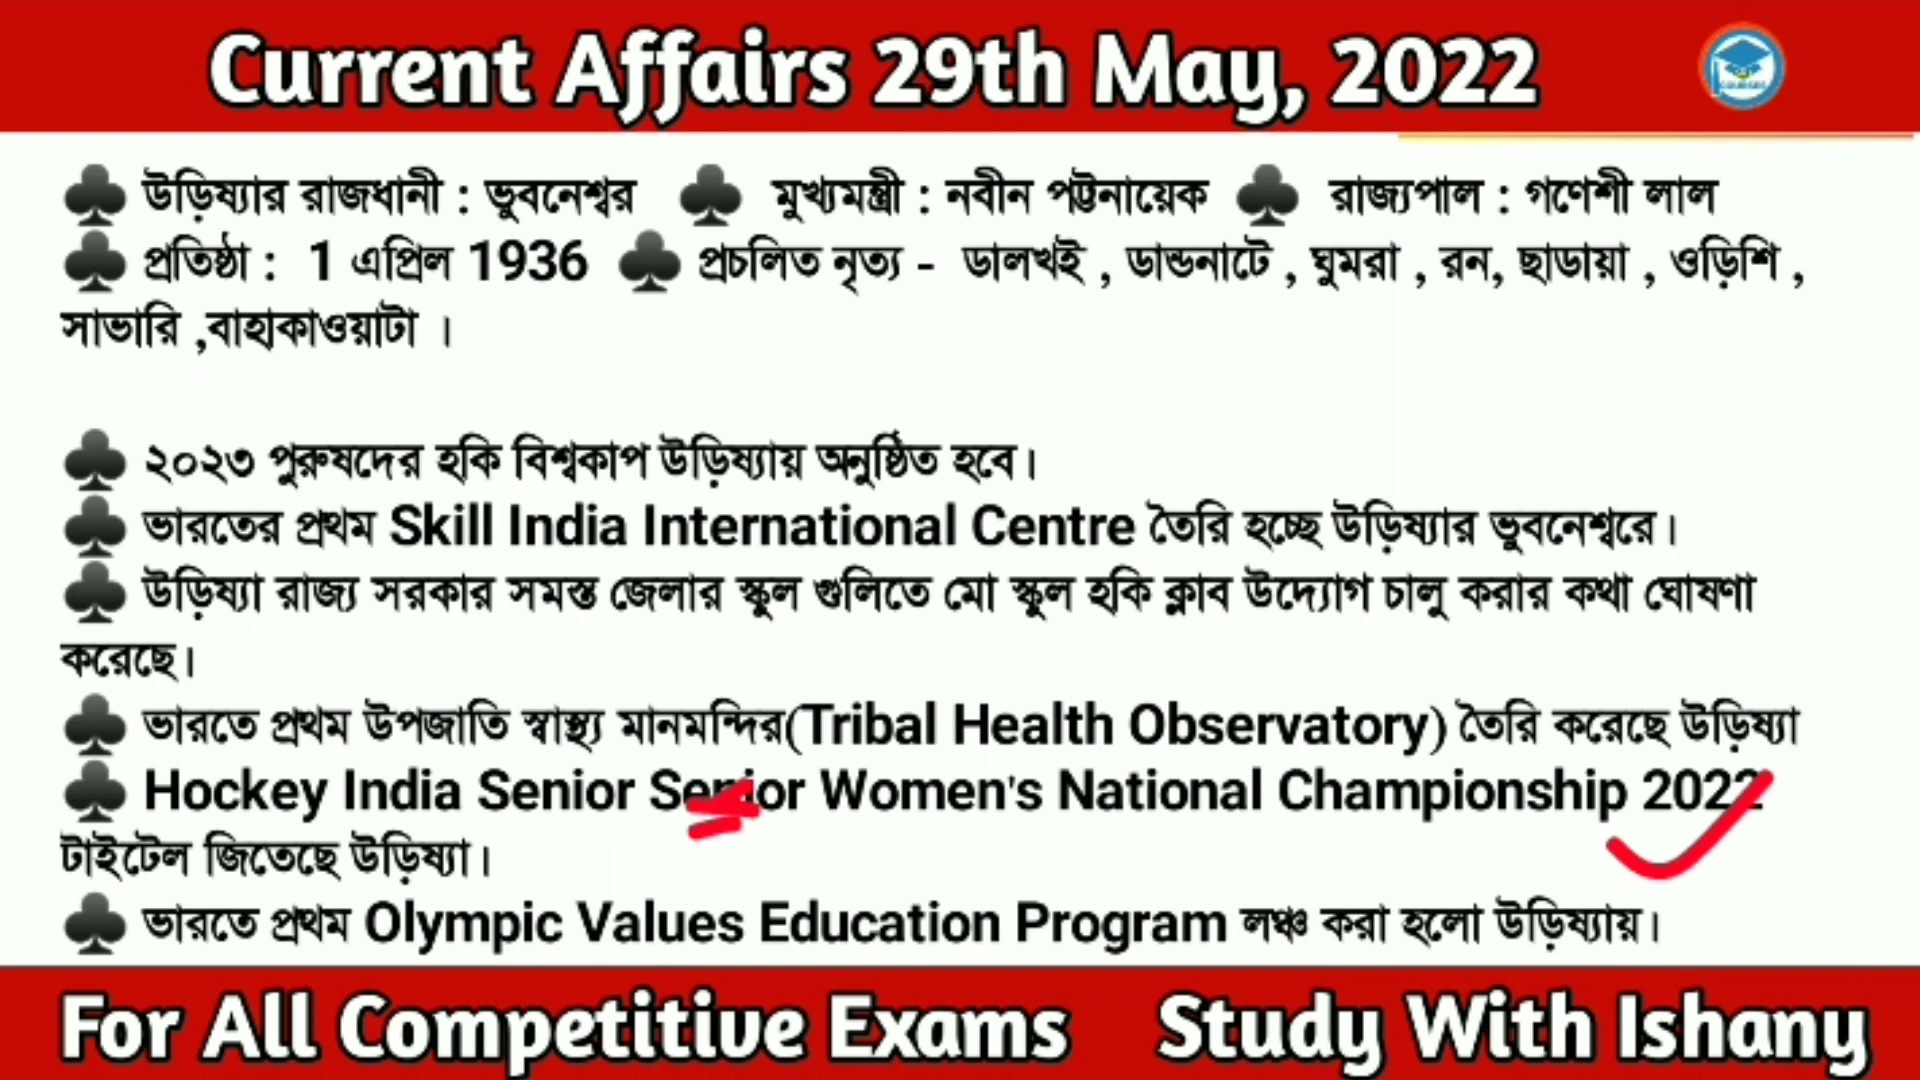 Current Affairs 29th May, 2022
♣ উড়িষ্যার রাজধানী : ভুবনেশ্বর ♣ মুখ্যমন্ত্রী : নবীন পট্টনায়েক ♣ রাজ্যপাল : গণেশী লাল
♣ প্রতিষ্ঠা : 1 এপ্রিল 1936 ♣ প্রচলিত নৃত্য - ডালখই , ডান্ডনাটে , ঘুমরা , রন, ছাডায়া , ওড়িশি ,
সাভারি ,বাহাকাওয়াটা ।
♣ ২০২৩ পুরুষদের হকি বিশ্বকাপ উড়িষ্যায় অনুষ্ঠিত হবে।
♣ ভারতের প্রথম Skill India International Centre তৈরি হচ্ছে উড়িষ্যার ভুবনেশ্বরে।
♣ উড়িষ্যা রাজ্য সরকার সমস্ত জেলার স্কুল গুলিতে মো স্কুল হকি ক্লাব উদ্যোগ চালু করার কথা ঘোষণা
করেছে।
♣ ভারতে প্রথম উপজাতি স্বাস্থ্য মানমন্দির(Tribal Health Observatory) তৈরি করেছে উড়িষ্যা
♣ Hockey India Senior Senior Women's National Championship 2022
টাইটেল জিতেছে উড়িষ্যা।
♣ ভারতে প্রথম Olympic Values Education Program লঞ্চ করা হলো উড়িষ্যায়।
For All Competitive Exams Study With Ishany